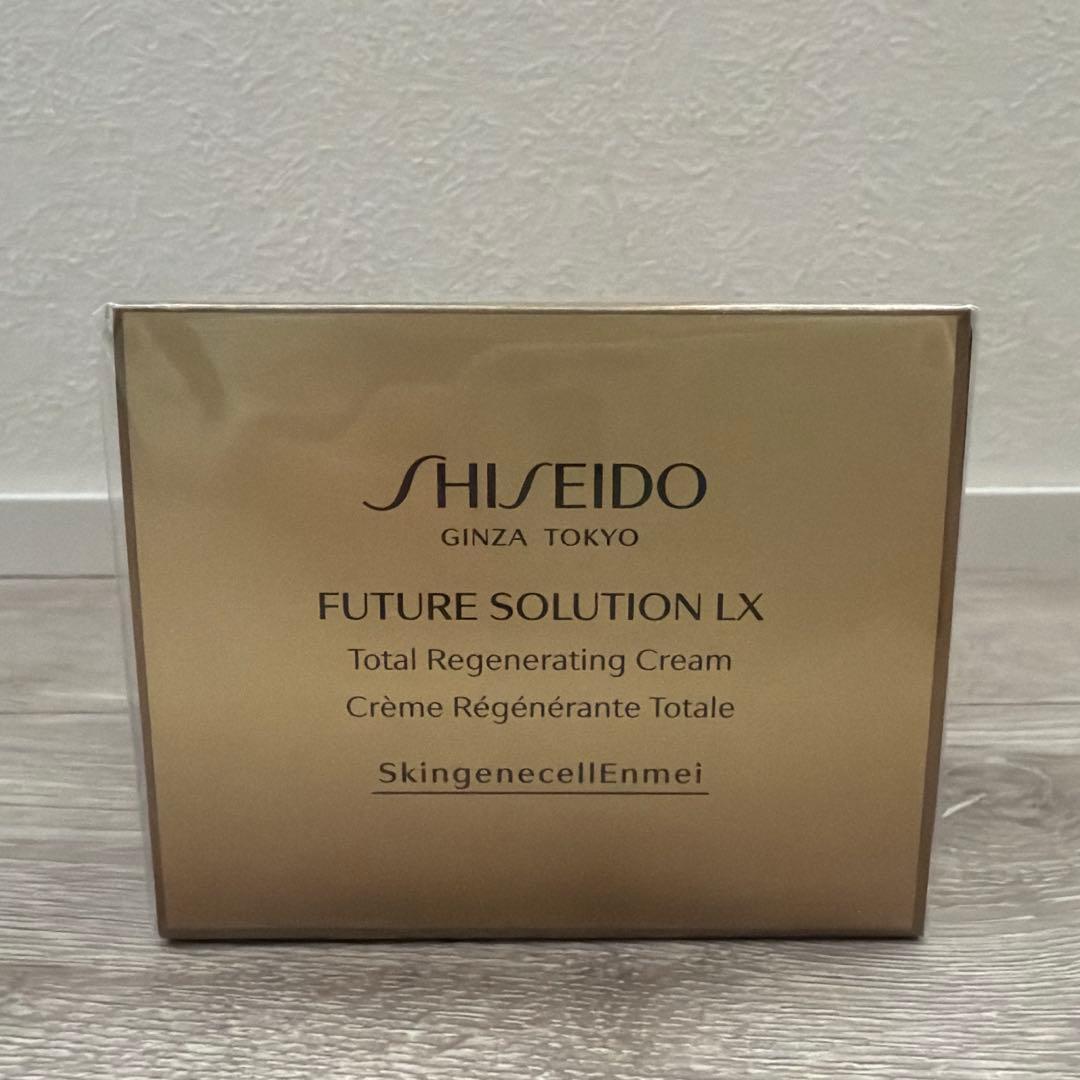 SHISEIDO
GINZA TOKYO
FUTURE SOLUTION LX
Total Regenerating Cream
Crème Régénérante Totale
SkingenecellEnmei